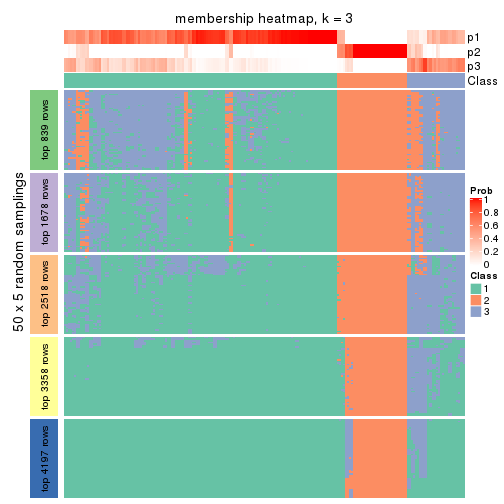 membership heatmap, k = 3
p1
p2
p3
Class
50 x 5 random samplings
top 839 rows
top 1678 rows
top 2518 rows
top 3358 rows
top 4197 rows
Prob
1
0.8
0.6
0.4
0.2
0
Class
1
2
3